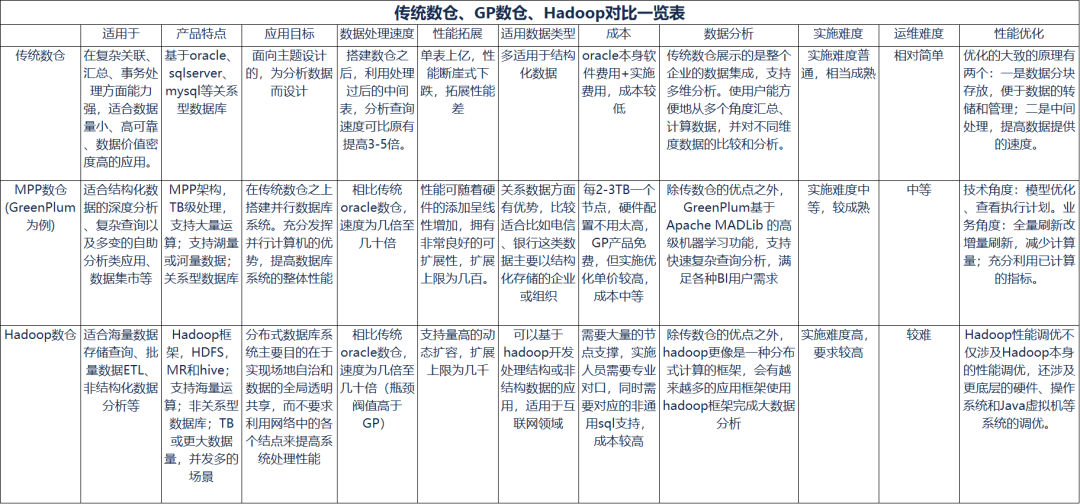 传统数仓、GP数仓、Hadoop对比一览表
适用于
产品特点
应用目标
数据处理速度
性能拓展
适用数据类型
成本
数据分析
实施难度
运维难度
性能优化
传统数仓
在复杂关联、
汇总、事务处
理方面能力
强，适合数据
量小、高可靠
、数据价值密
度高的应用。
基于oracle、
sqlserver、
mysql等关系
型数据库
面向主题设计
的，为分析数据
而设计
搭建数仓之
后，利用处理
过后的中间
表，分析查询
速度可比原有
提高3-5倍。
单表上亿，性
能断崖式下
跌，拓展性能
差
多适用于结构
化数据
oracle本身软
件费用+实施
费用，成本较
低
传统数仓展示的是整个
企业的数据集成，支持
多维分析。使用户能方
便地从多个角度汇总、
计算数据，并对不同维
度数据的比较和分析。
实施难度普
通，相当成熟
相对简单
优化的大致的原理有
两个：一是数据分块
存放，便于数据的转
储和管理；二是中间
处理，提高数据提供
的速度。
MPP数仓
(GreenPlum
为例)
适合结构化数
据的深度分析
、复杂查询以
及多变的自助
分析类应用、
数据集市等
MPP架构，
TB级处理，
支持大量运
算；支持湖量
或河量数据；
关系型数据库
在传统数仓之上
搭建并行数据库
系统。充分发挥
并行计算机的优
势，提高数据库
系统的整体性能
相比传统
oracle数仓，
速度为几倍至
几十倍
性能可随着硬
件的添加呈线
性增加，拥有
非常良好的可
扩展性，扩展
上限为几百。
关系数据方面
有优势，比较
适合比如电信
、银行这类数
据主要以结构
化存储的企业
或组织
每2-3TB一个
节点，硬件配
置不用太高，
GP产品免
费，但实施优
化单价较高，
成本中等
除传数仓的优点之外，
GreenPlum基于
Apache MADLib 的高
级机器学习功能，支持
快速复杂查询分析，满
足各种BI用户需求
实施难度中
等，较成熟
中等
技术角度：模型优化
、查看执行计划。业
务角度：全量刷新改
增量刷新，减少计算
量；充分利用已计算
的指标。
Hadoop数仓
适合海量数据
存储查询、批
量数据ETL、
非结构化数据
分析等
Hadoop框
架，HDFS，
MR和hive；
支持海量运
算；非关系型
数据库；TB
或更大数据
量，并发多的
场景
分布式数据库系
统主要目的在于
实现场地自治和
数据的全局透明
共享，而不要求
利用网络中的各
个结点来提高系
统处理性能
相比传统
oracle数仓，
速度为几倍至
几十倍（瓶颈
阀值高于
GP）
支持量高的动
态扩容，扩展
上限为几千
可以基于
hadoop开发
处理结构或非
结构数据的应
用，适用于互
联网领域
需要大量的节
点支撑，实施
人员需要专业
对口，同时需
要对应的非通
用sql支持，
成本较高
除传数仓的优点之外，
hadoop更像是一种分布
式计算的框架，会有越
来越多的应用框架使用
hadoop框架完成大数据
分析
实施难度高，
要求较高
较难
Hadoop性能调优不
仅涉及Hadoop本身
的性能调优，还涉及
更底层的硬件、操作
系统和Java虚拟机等
系统的调优。